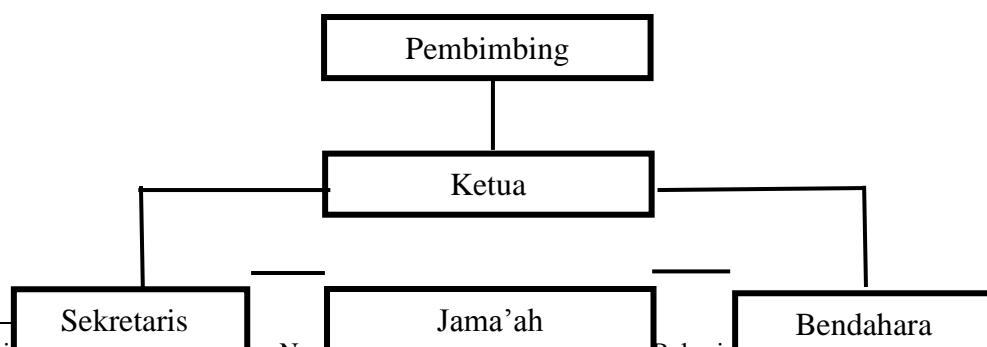 Pembimbing
Ketua
Sekretaris
Jama’ah
Bendahara